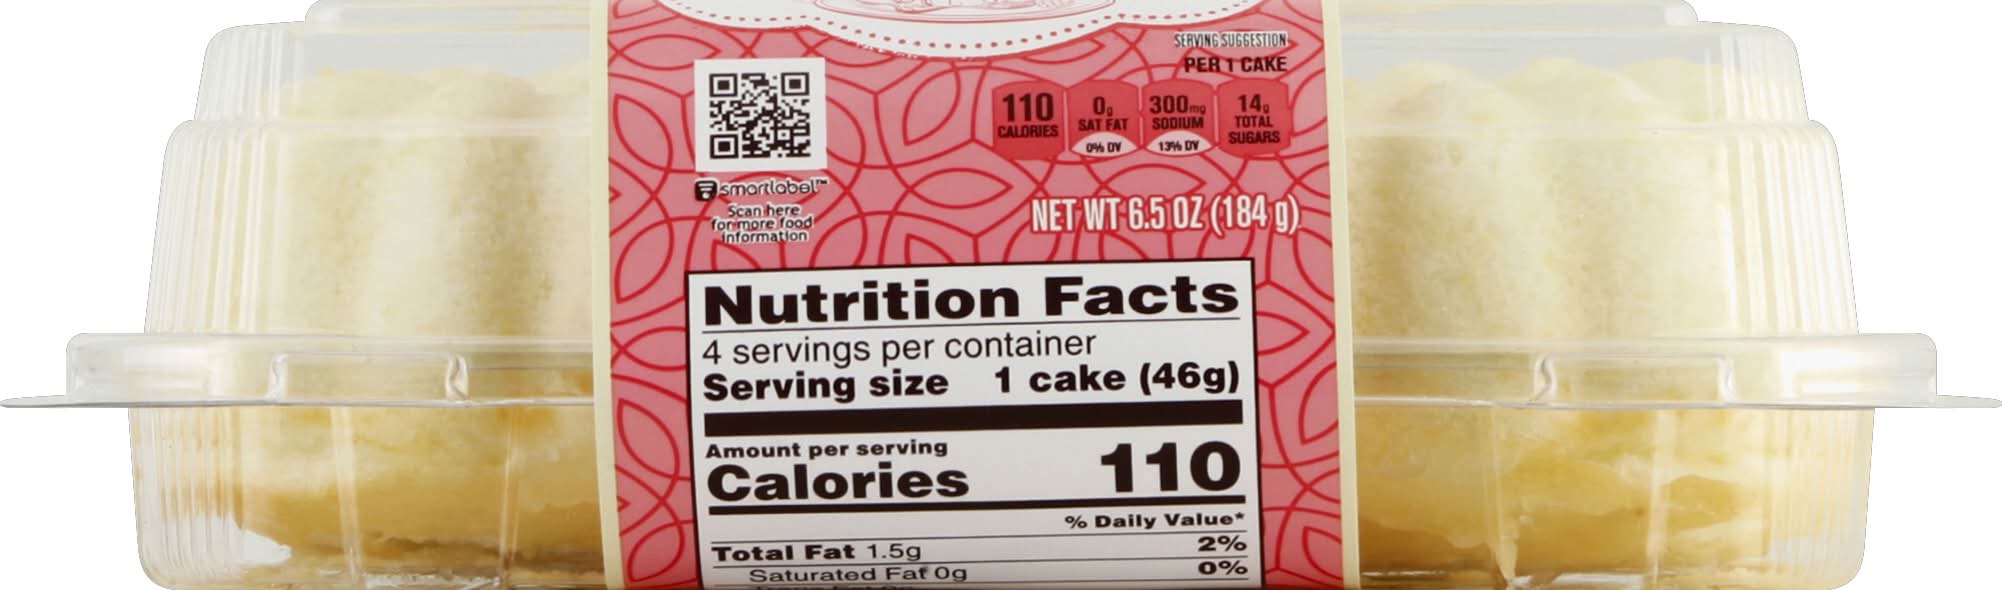 SERVING SUGGESTION
PER 1 CAKE
110 CALORIES
0g SAT FAT 0% DV
300mg SODIUM 13% DV
14g TOTAL SUGARS
smartlabel™
Scan here
for more food
information
NET WT 6.5 OZ (184 g)
Nutrition Facts
4 servings per container
Serving size 1 cake (46g)
Amount per serving
Calories 110
% Daily Value*
Total Fat 1.5g 2%
Saturated Fat 0g 0%